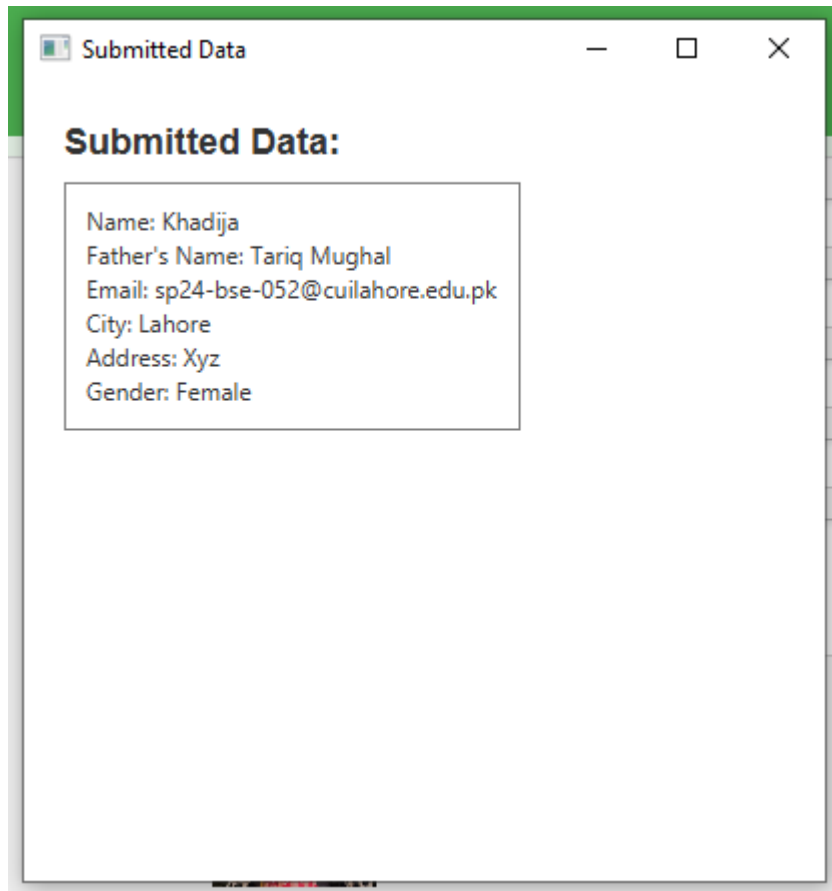 Submitted Data
Submitted Data:
Name: Khadija
Father's Name: Tariq Mughal
Email: sp24-bse-052@cuilahore.edu.pk
City: Lahore
Address: Xyz
Gender: Female